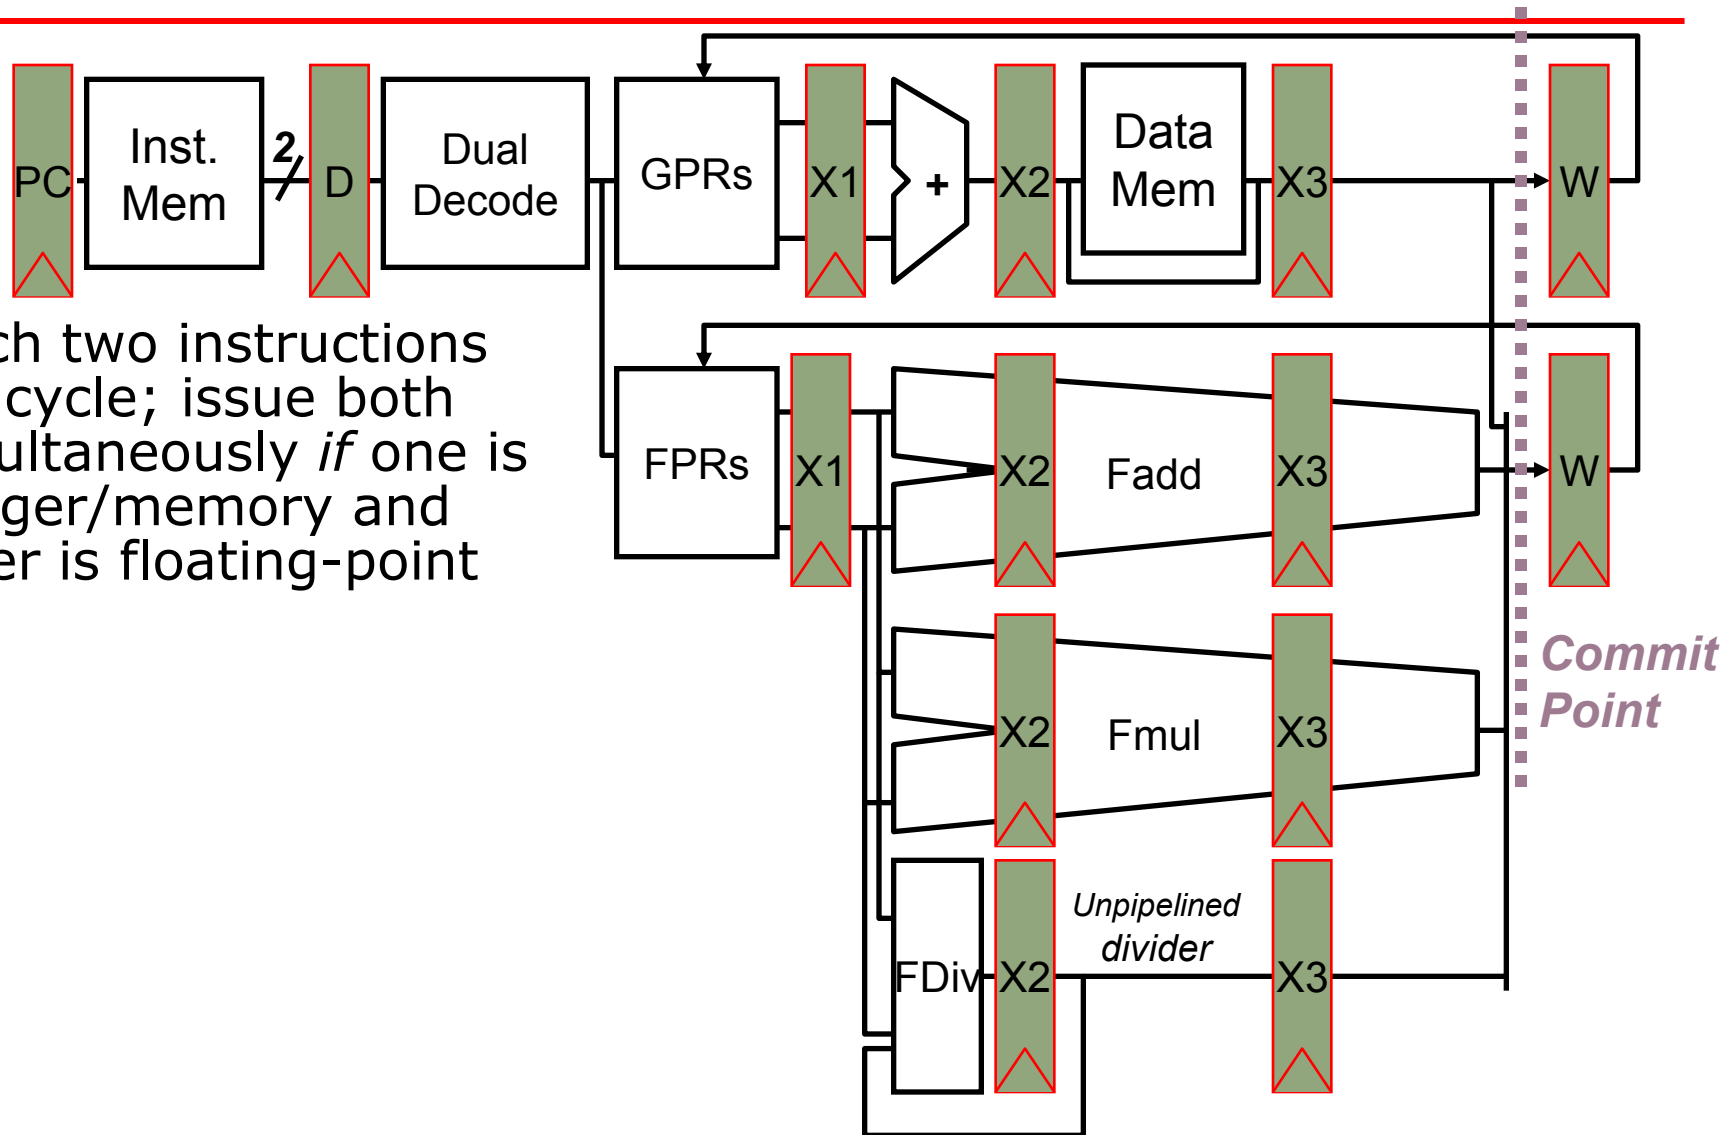 PC
Inst.
Mem
2
D
Dual
Decode
GPRs
X1
+
X2
Data
Mem
X3
W
ch two instructions
cycle; issue both
ultaneously if one is
ger/memory and
er is floating-point
FPRs
X1
X2
Fadd
X3
W
X2
Fmul
X3
Commit
Point
FDiv
X2
Unpipelined
divider
X3